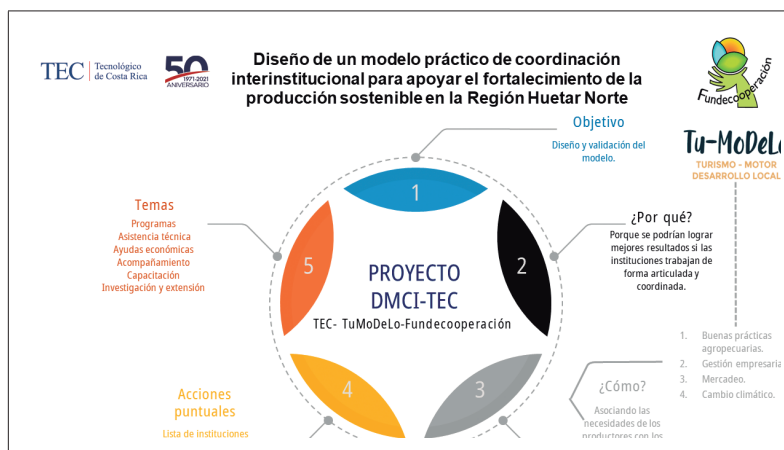 TEC | Tecnológico
de Costa Rica
50
1971-2021
ANIVERSARIO
Diseño de un modelo práctico de coordinación
interinstitucional para apoyar el fortalecimiento de la
producción sostenible en la Región Huetar Norte
Fundecooperación
Tu-MoDeLo
TURISMO - MOTOR
DESARROLLO LOCAL
Objetivo
Diseño y validación del
modelo.
1
Temas
Programas
Asistencia técnica
Ayudas económicas
Acompañamiento
Capacitación
Investigación y extensión
5
PROYECTO
DMCI-TEC
TEC- TuMoDeLo-Fundecooperación
2
¿Por qué?
Porque se podrían lograr
mejores resultados si las
instituciones trabajan de
forma articulada y
coordinada.
1. Buenas prácticas
agropecuarias.
2. Gestión empresaria
3. Mercadeo.
4. Cambio climático.
Acciones
puntuales
Lista de instituciones
4
3
¿Cómo?
Asociando las
necesidades de los
productores con los